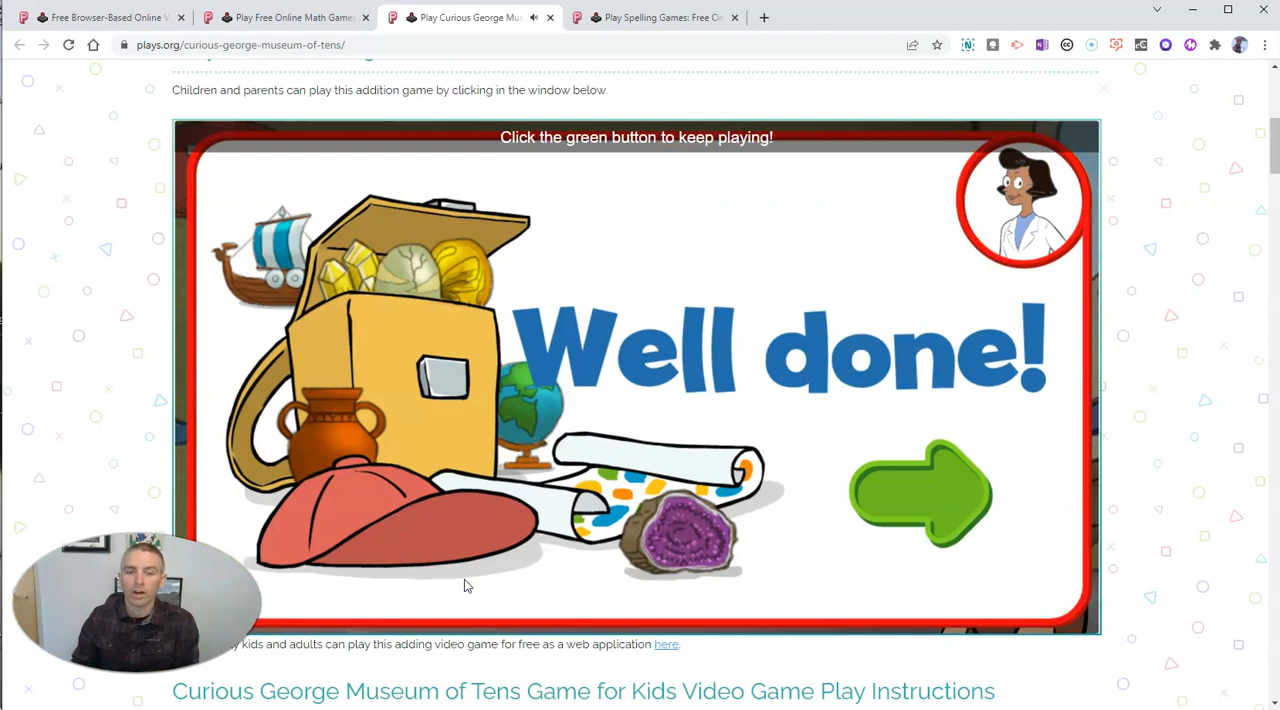 Free Browser-Based Online V
Play Free Online Math Games
Play Curious George Mus
Play Spelling Games: Free On
plays.org/curious-george-museum-of-tens/
Children and parents can play this addition game by clicking in the window below.
Click the green button to keep playing!
Well done!
kids and adults can play this adding video game for free as a web application here.
Curious George Museum of Tens Game for Kids Video Game Play Instructions